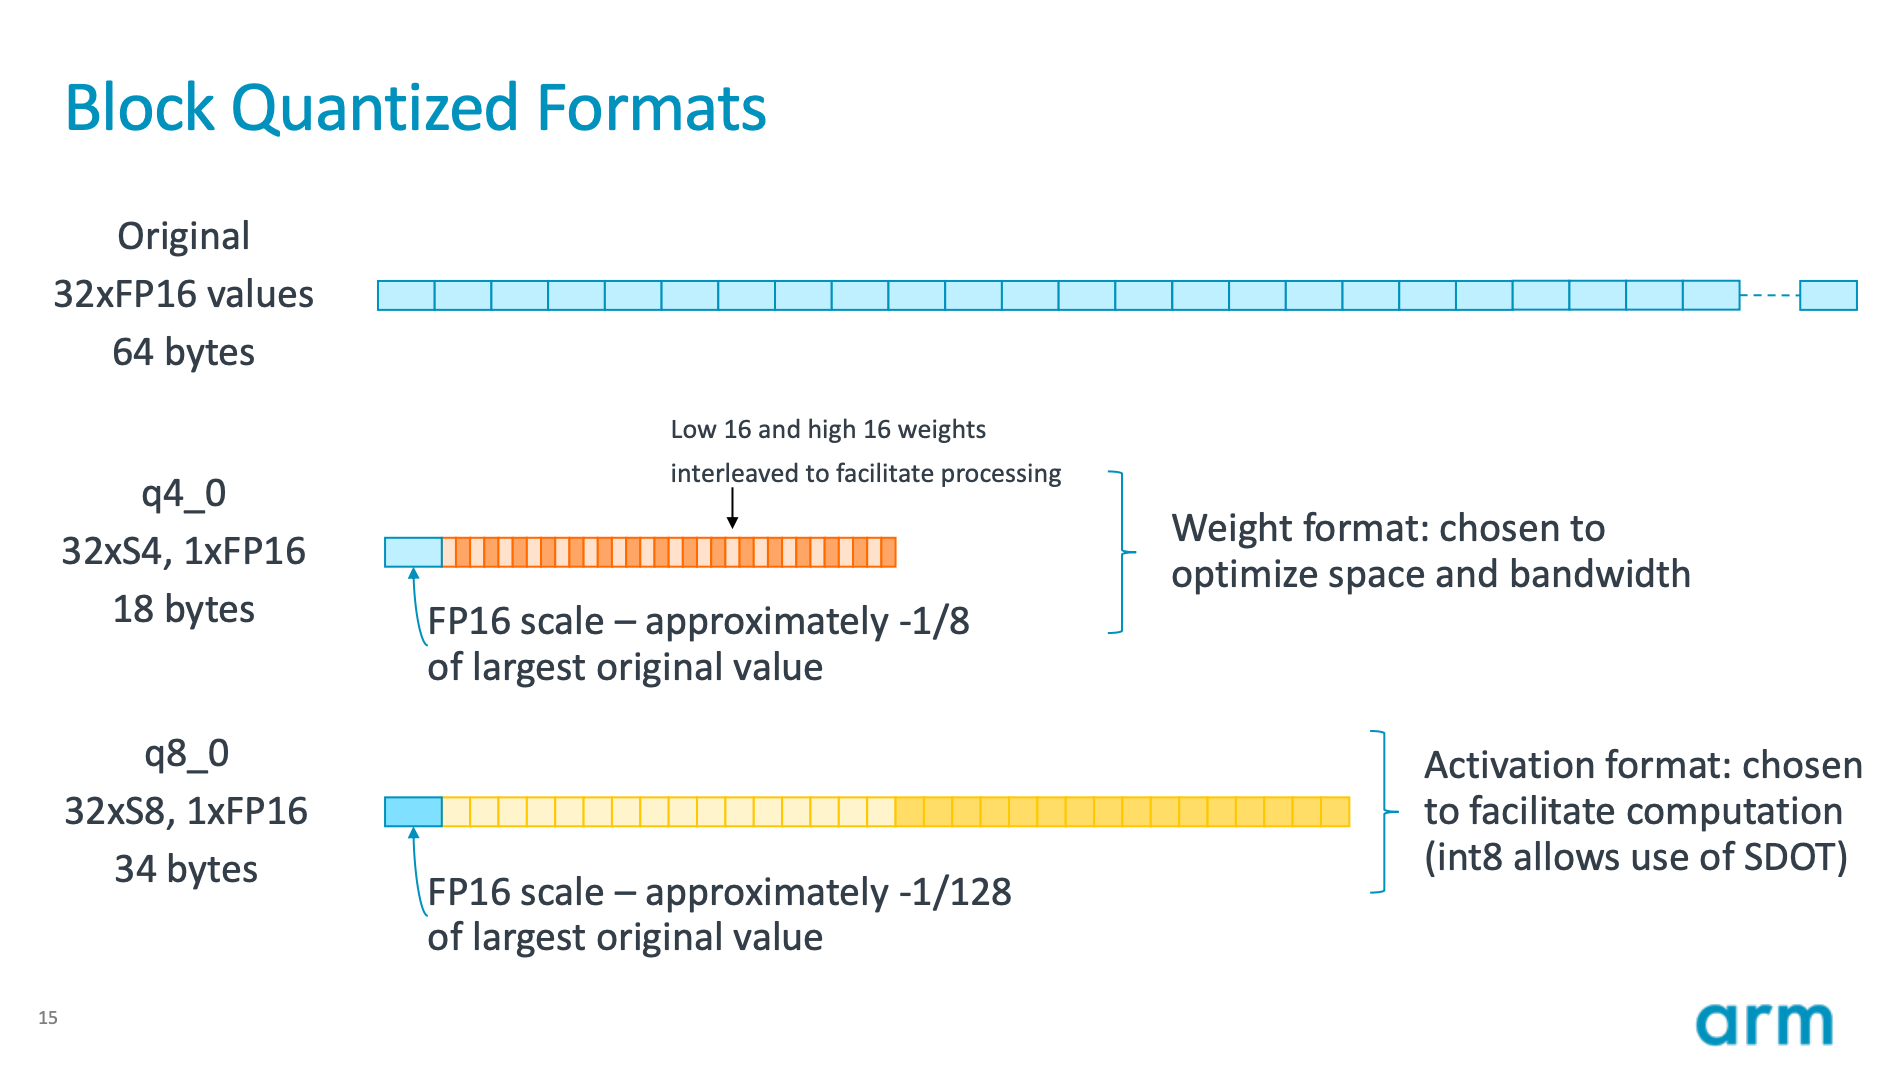 Block Quantized Formats
Original
32xFP16 values
64 bytes
Low 16 and high 16 weights
interleaved to facilitate processing
q4_0
32xS4, 1xFP16
18 bytes
Weight format: chosen to
optimize space and bandwidth
FP16 scale – approximately -1/8
of largest original value
q8_0
32xS8, 1xFP16
34 bytes
Activation format: chosen
to facilitate computation
(int8 allows use of SDOT)
FP16 scale – approximately -1/128
of largest original value
15
arm